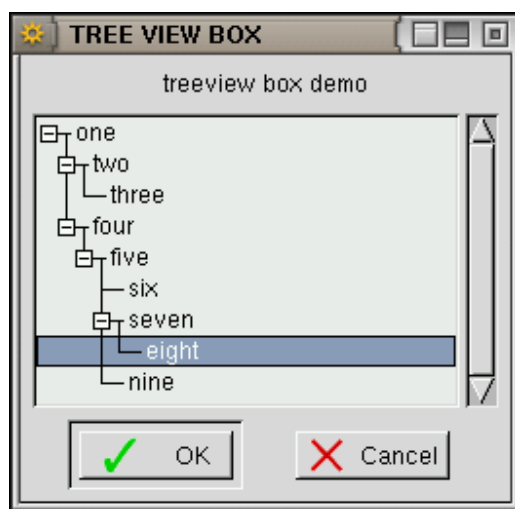 TREE VIEW BOX
treeview box demo
one
two
three
four
five
six
seven
eight
nine
OK
Cancel